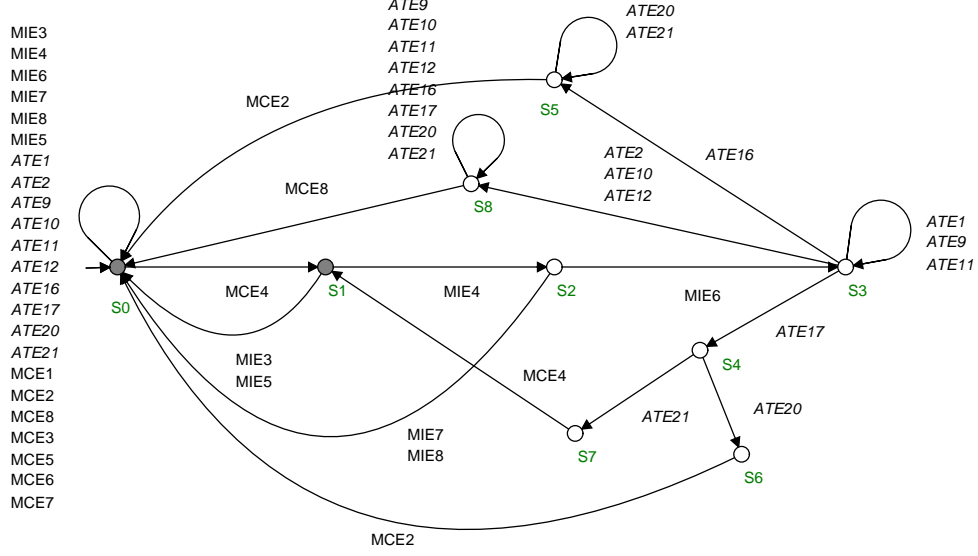 MIE3
MIE4
MIE6
MIE7
MIE8
MIE5
ATE1
ATE2
ATE9
ATE10
ATE11
ATE12
ATE16
ATE17
ATE20
ATE21
MCE1
MCE2
MCE8
MCE3
MCE5
MCE6
MCE7
S0
MCE2
ATE9
ATE10
ATE11
ATE12
ATE16
ATE17
ATE20
ATE21
ATE20
ATE21
S5
MCE8
S8
ATE2
ATE10
ATE12
ATE16
ATE1
ATE9
ATE11
S3
MCE4
S1
MIE4
S2
MIE6
MIE3
MIE5
MCE4
ATE17
S4
ATE21
ATE20
MIE7
MIE8
S7
S6
MCE2